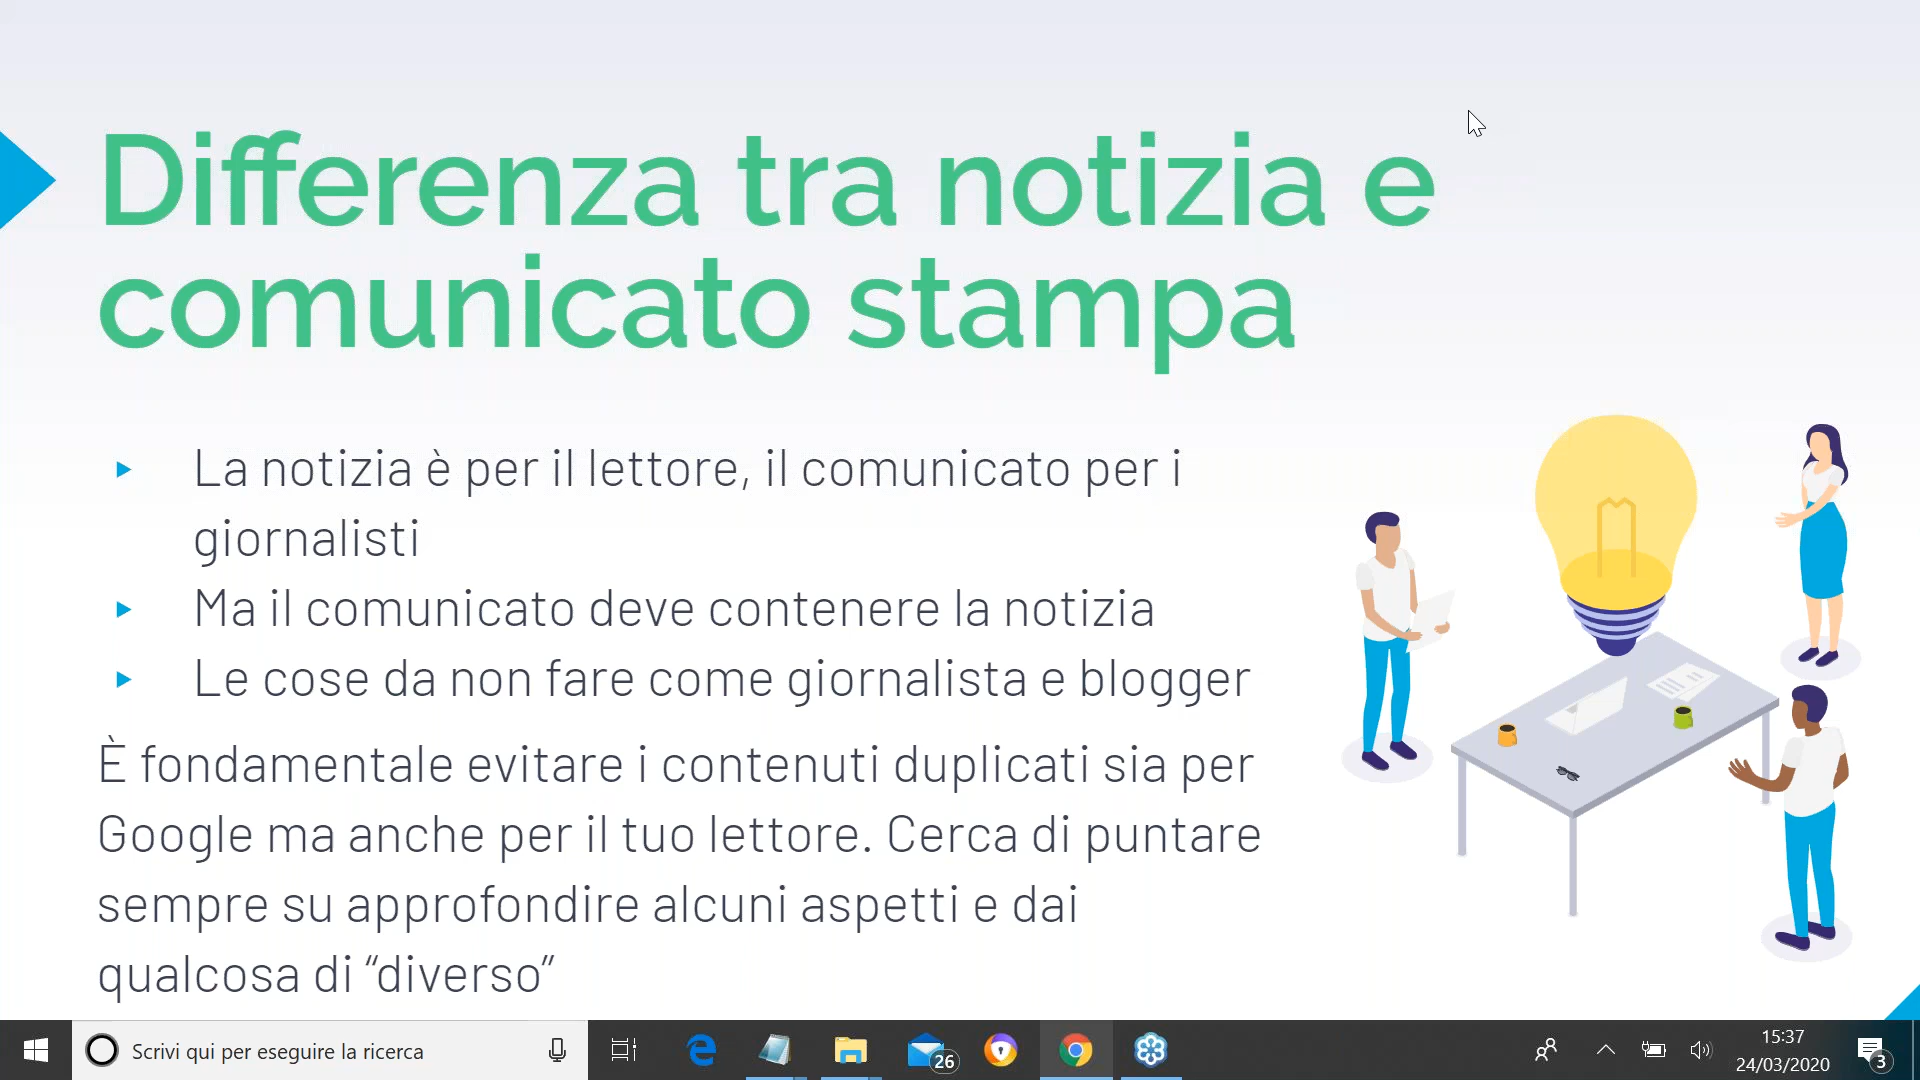 Differenza tra notizia e
comunicato stampa
La notizia è per il lettore, il comunicato per i
giornalisti
Ma il comunicato deve contenere la notizia
Le cose da non fare come giornalista e blogger
È fondamentale evitare i contenuti duplicati sia per
Google ma anche per il tuo lettore. Cerca di puntare
sempre su approfondire alcuni aspetti e dai
qualcosa di “diverso”
Scrivi qui per eseguire la ricerca
26
15:37
24/03/2020
3